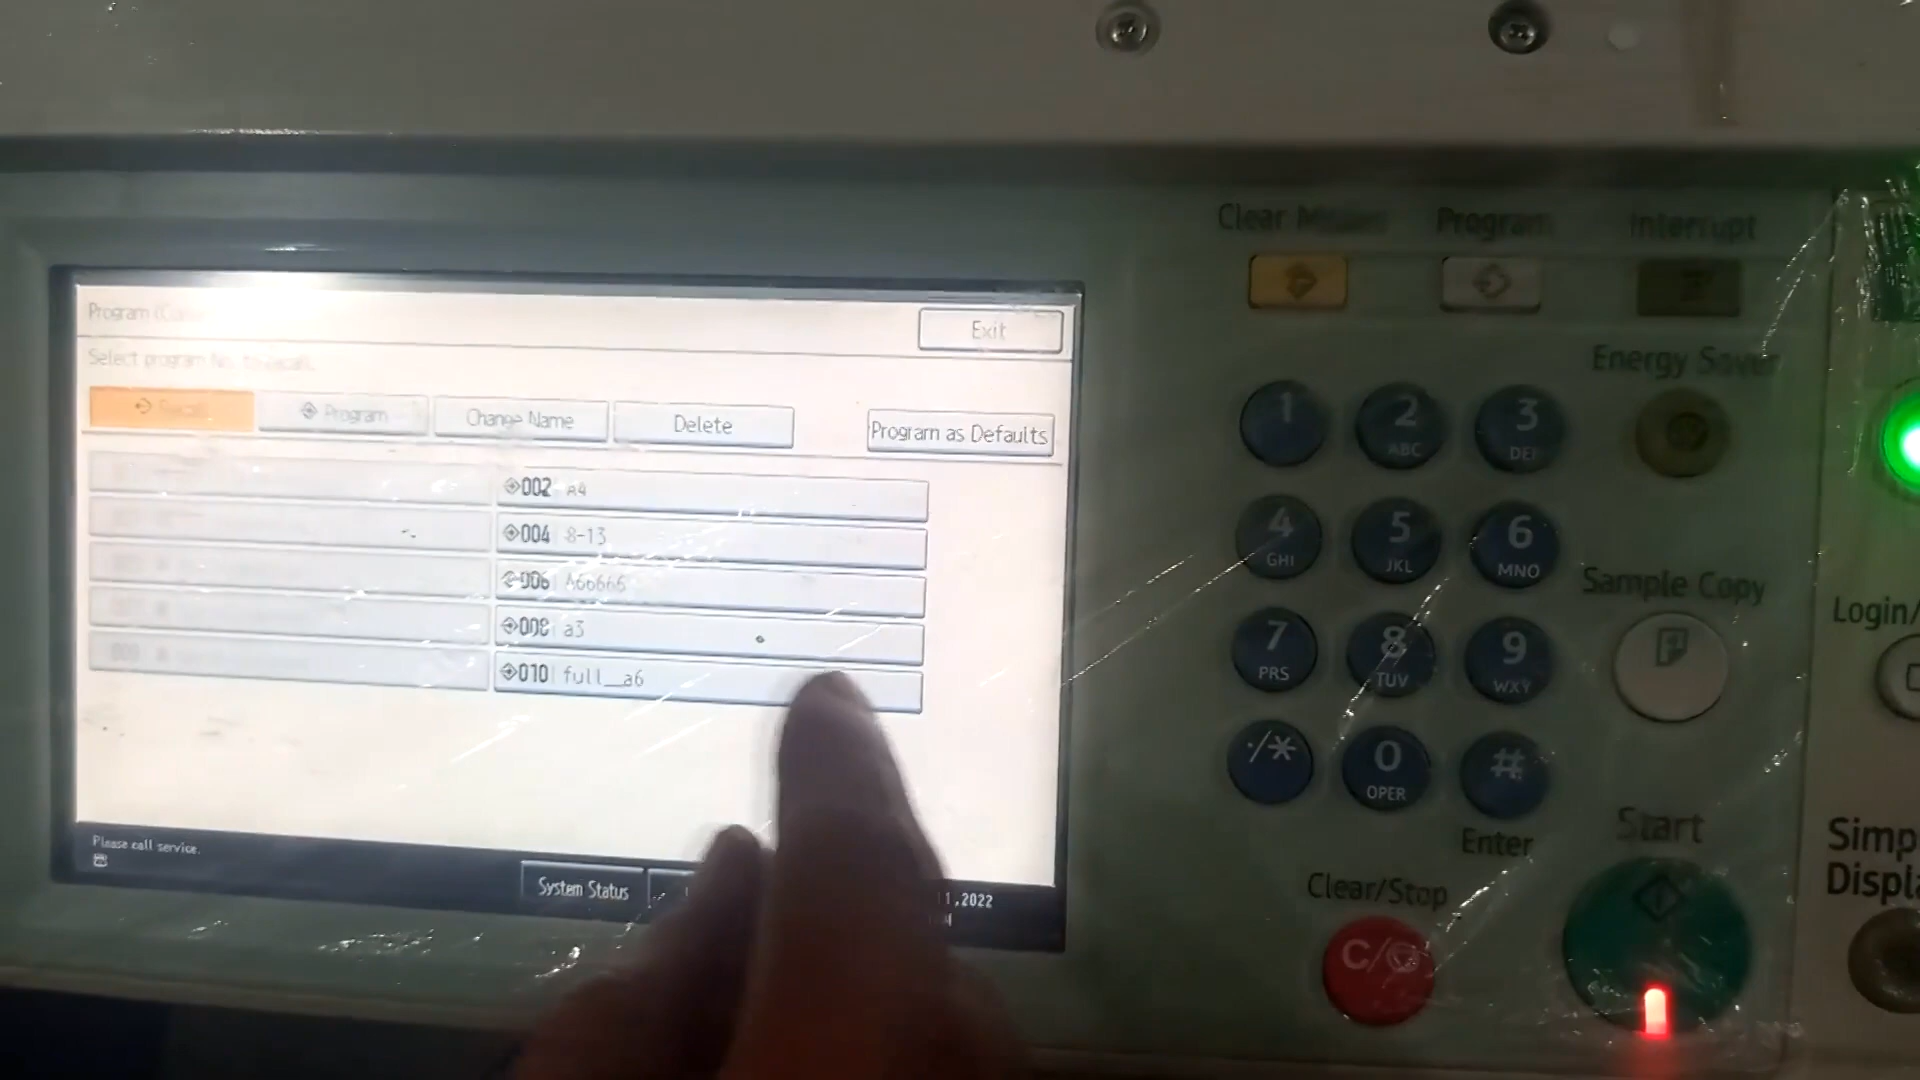 Program
Exit
Select program No. to recall.
Recall
Program
Change Name
Delete
Program as Defaults
002 A4
004 8-13
006 A66666
008 a3
010 full__a6
Please call service.
System Status
11,2022
Clear Modes
Program
Interrupt
Energy Saver
1
2 ABC
3 DEF
4 GHI
5 JKL
6 MNO
Sample Copy
7 PRS
8 TUV
9 WXY
Login/
./*
0 OPER
#
Enter
Start
Clear/Stop
C/
Simp
Displa